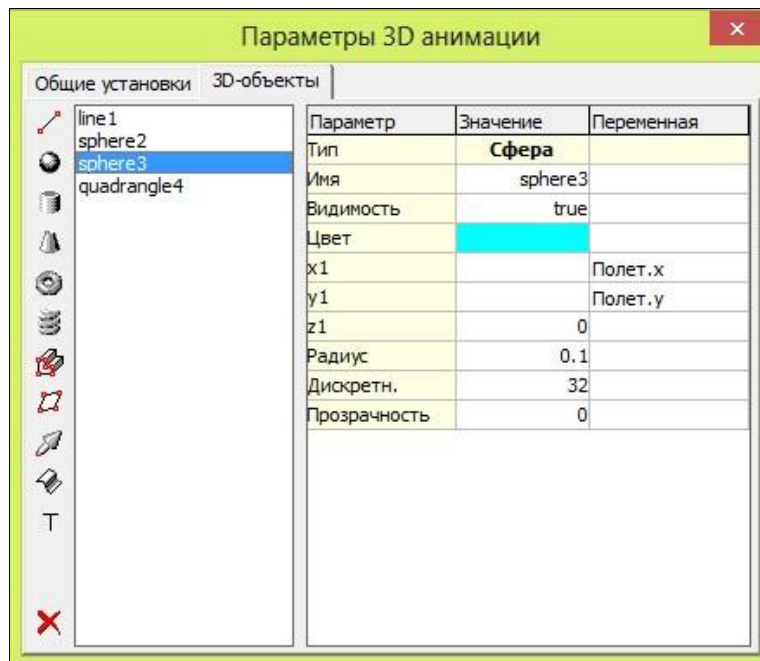 Параметры 3D анимации
Общие установки 3D-объекты
line1
sphere2
sphere3
quadrangle4
Параметр Значение Переменная
Тип Сфера
Имя sphere3
Видимость true
Цвет
x1 Полет.x
y1 Полет.y
z1 0
Радиус 0.1
Дискретн. 32
Прозрачность 0